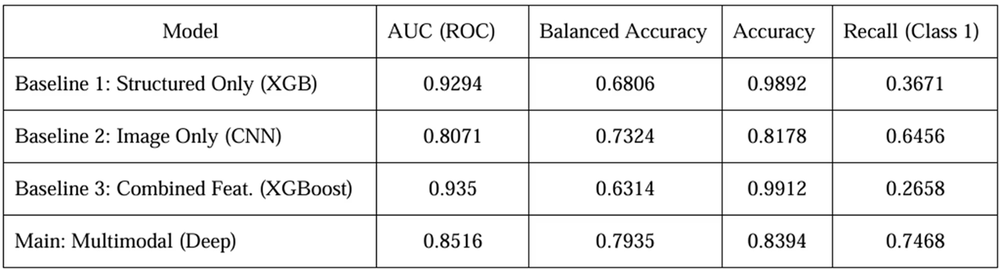 Model AUC (ROC) Balanced Accuracy Accuracy Recall (Class 1)
Baseline 1: Structured Only (XGB) 0.9294 0.6806 0.9892 0.3671
Baseline 2: Image Only (CNN) 0.8071 0.7324 0.8178 0.6456
Baseline 3: Combined Feat. (XGBoost) 0.935 0.6314 0.9912 0.2658
Main: Multimodal (Deep) 0.8516 0.7935 0.8394 0.7468